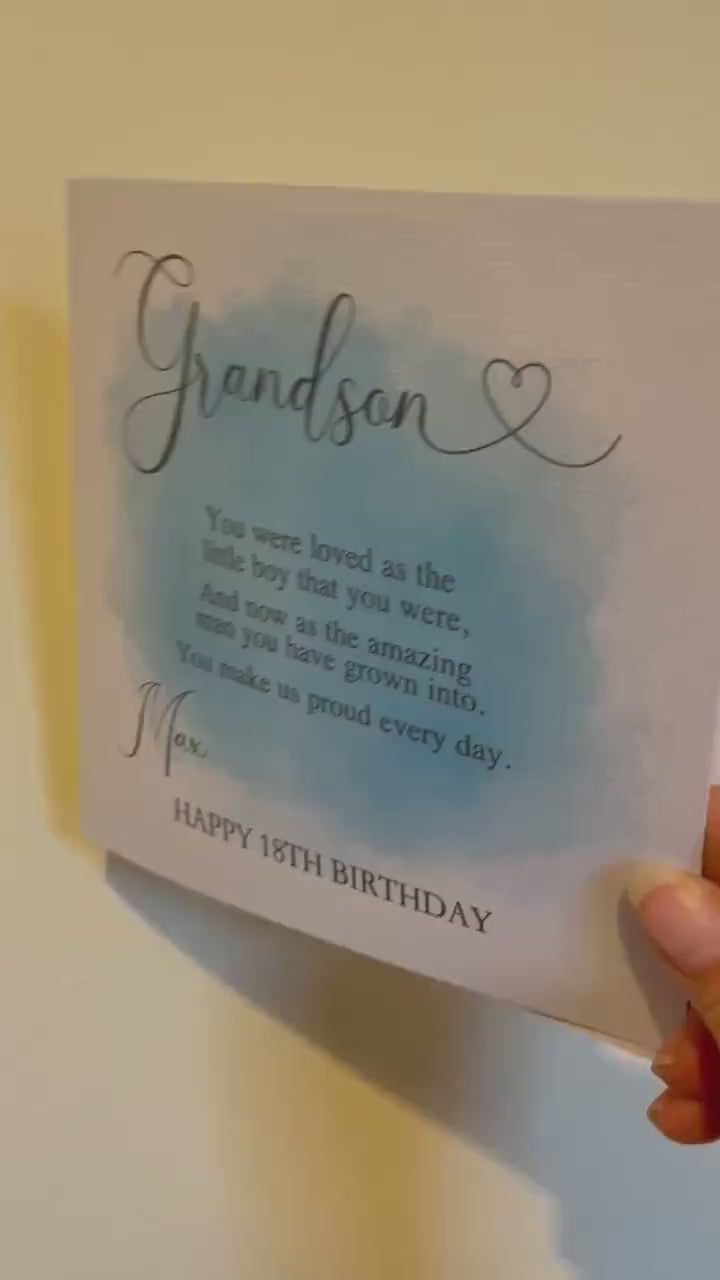 Grandson
You were loved as the
little boy that you were,
And now as the amazing
man you have grown into.
You make us proud every day.
Max
HAPPY 18TH BIRTHDAY